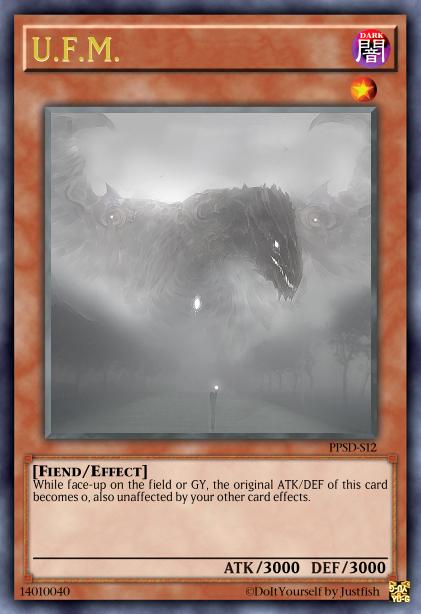 U.F.M.
DARK
闇
PPSD-S12
[FIEND/EFFECT]
While face-up on the field or GY, the original ATK/DEF of this card
becomes 0, also unaffected by your other card effects.
ATK/3000 DEF/3000
14010040
©DoItYourself by Justfish